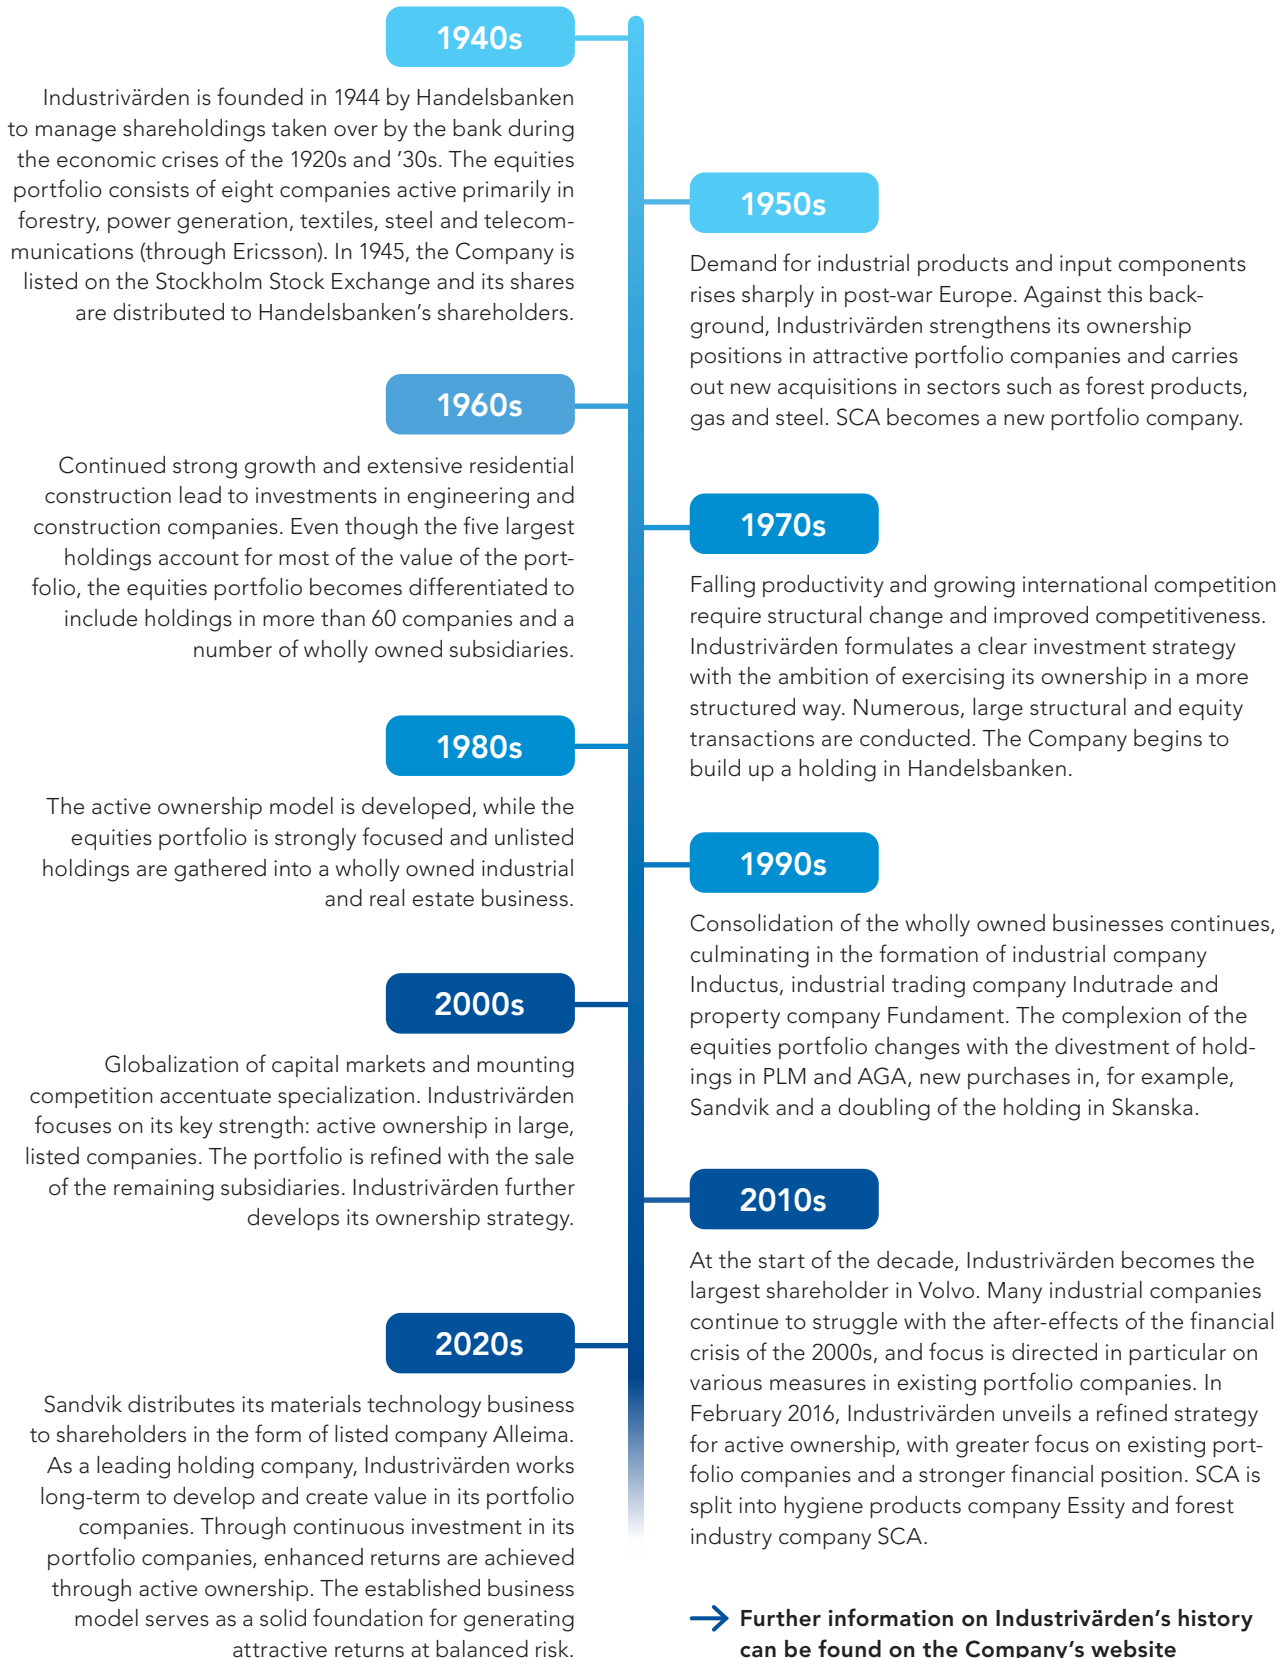 1940s
Industrivärden is founded in 1944 by Handelsbanken
to manage shareholdings taken over by the bank during
the economic crises of the 1920s and ’30s. The equities
portfolio consists of eight companies active primarily in
forestry, power generation, textiles, steel and telecom-
munications (through Ericsson). In 1945, the Company is
listed on the Stockholm Stock Exchange and its shares
are distributed to Handelsbanken’s shareholders.
1950s
Demand for industrial products and input components
rises sharply in post-war Europe. Against this back-
ground, Industrivärden strengthens its ownership
positions in attractive portfolio companies and carries
out new acquisitions in sectors such as forest products,
gas and steel. SCA becomes a new portfolio company.
1960s
Continued strong growth and extensive residential
construction lead to investments in engineering and
construction companies. Even though the five largest
holdings account for most of the value of the port-
folio, the equities portfolio becomes differentiated to
include holdings in more than 60 companies and a
number of wholly owned subsidiaries.
1970s
Falling productivity and growing international competition
require structural change and improved competitiveness.
Industrivärden formulates a clear investment strategy
with the ambition of exercising its ownership in a more
structured way. Numerous, large structural and equity
transactions are conducted. The Company begins to
build up a holding in Handelsbanken.
1980s
The active ownership model is developed, while the
equities portfolio is strongly focused and unlisted
holdings are gathered into a wholly owned industrial
and real estate business.
1990s
Consolidation of the wholly owned businesses continues,
culminating in the formation of industrial company
Inductus, industrial trading company Indutrade and
property company Fundament. The complexion of the
equities portfolio changes with the divestment of hold-
ings in PLM and AGA, new purchases in, for example,
Sandvik and a doubling of the holding in Skanska.
2000s
Globalization of capital markets and mounting
competition accentuate specialization. Industrivärden
focuses on its key strength: active ownership in large,
listed companies. The portfolio is refined with the sale
of the remaining subsidiaries. Industrivärden further
develops its ownership strategy.
2010s
At the start of the decade, Industrivärden becomes the
largest shareholder in Volvo. Many industrial companies
continue to struggle with the after-effects of the financial
crisis of the 2000s, and focus is directed in particular on
various measures in existing portfolio companies. In
February 2016, Industrivärden unveils a refined strategy
for active ownership, with greater focus on existing port-
folio companies and a stronger financial position. SCA is
split into hygiene products company Essity and forest
industry company SCA.
2020s
Sandvik distributes its materials technology business
to shareholders in the form of listed company Alleima.
As a leading holding company, Industrivärden works
long-term to develop and create value in its portfolio
companies. Through continuous investment in its
portfolio companies, enhanced returns are achieved
through active ownership. The established business
model serves as a solid foundation for generating
attractive returns at balanced risk.
Further information on Industrivärden’s history
can be found on the Company’s website